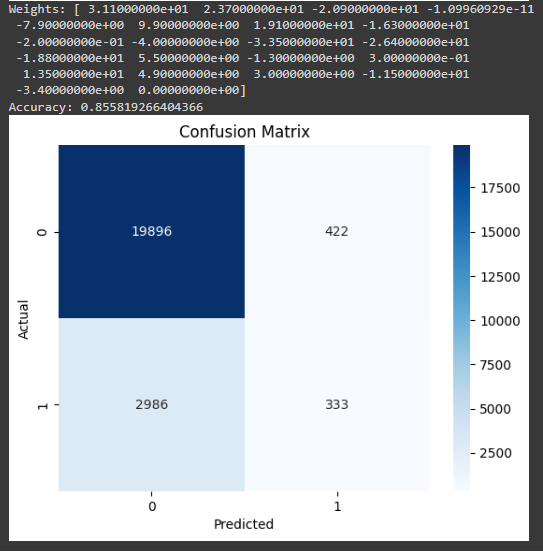 Weights: [ 3.11000000e+01  2.37000000e+01 -2.09000000e+01 -1.09960929e-11
 -7.90000000e+00  9.90000000e+00  1.91000000e+01 -1.63000000e+01
 -2.00000000e-01 -4.00000000e+00 -3.35000000e+01 -2.64000000e+01
 -1.88000000e+01  5.50000000e+00 -1.30000000e+00  3.00000000e-01
  1.35000000e+01  4.90000000e+00  3.00000000e+00 -1.15000000e+01
 -3.40000000e+00  0.00000000e+00]
Accuracy: 0.855819266404366
Confusion Matrix
17500
0
19896
422
15000
12500
Actual
10000
7500
1
2986
333
5000
2500
0
1
Predicted